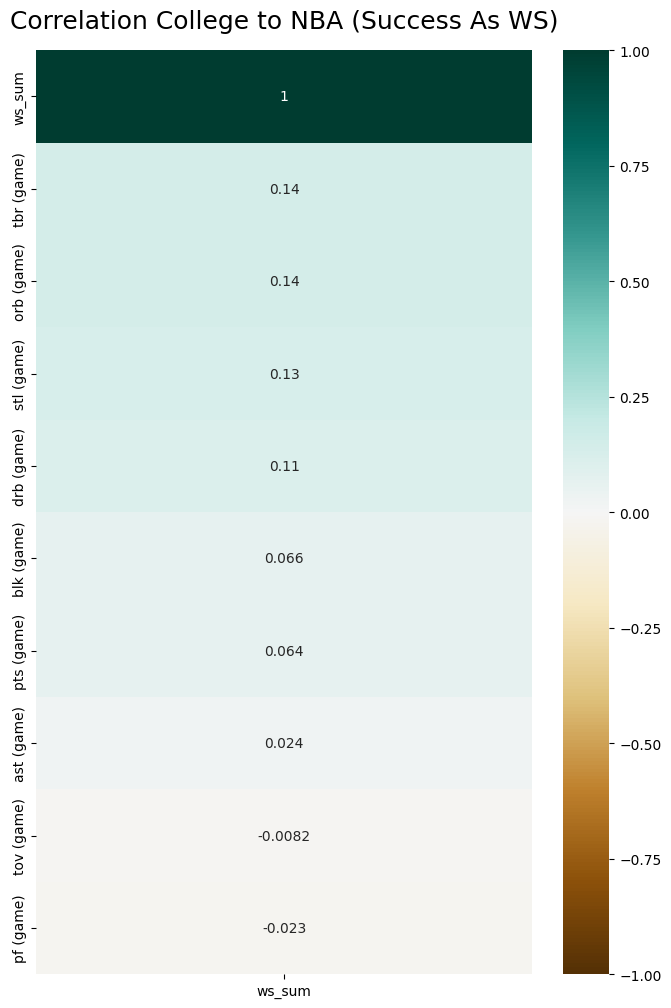 Correlation College to NBA (Success As WS)
ws_sum
1
tbr (game)
0.14
orb (game)
0.14
stl (game)
0.13
drb (game)
0.11
blk (game)
0.066
pts (game)
0.064
ast (game)
0.024
tov (game)
-0.0082
pf (game)
-0.023
ws_sum
1.00
0.75
0.50
0.25
0.00
−0.25
−0.50
−0.75
−1.00